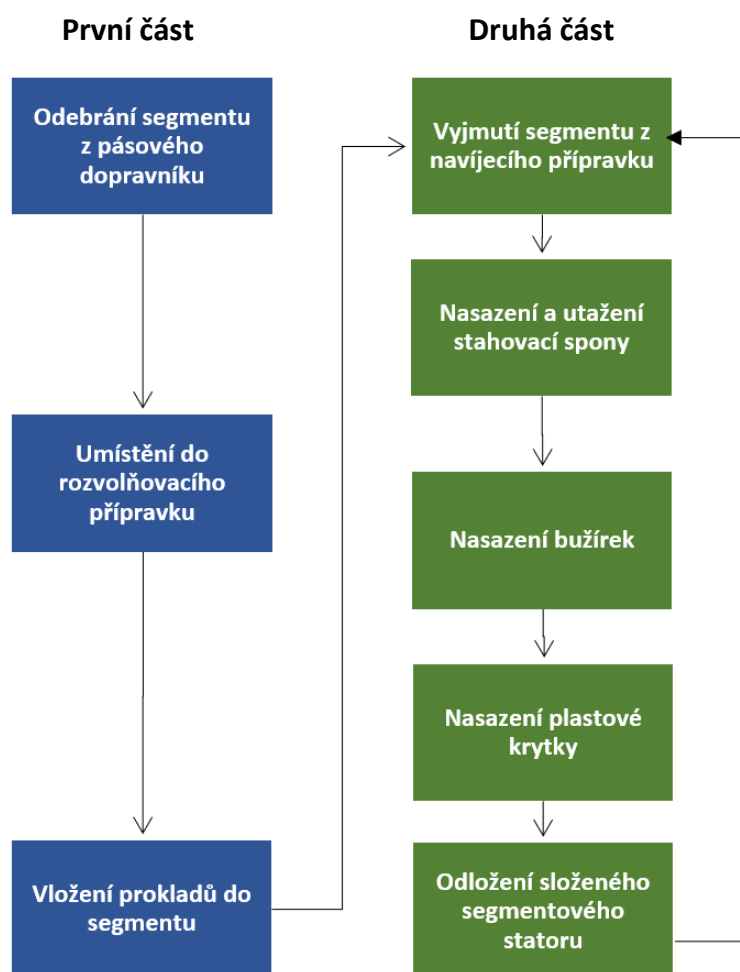 První část
Odebrání segmentu
z pásového
dopravníku
Umístění do
rozvolňovacího
přípravku
Vložení prokladů do
segmentu
Druhá část
Vyjmutí segmentu z
navíjecího přípravku
Nasazení a utažení
stahovací spony
Nasazení bužírek
Nasazení plastové
krytky
Odložení složeného
segmentového
statoru